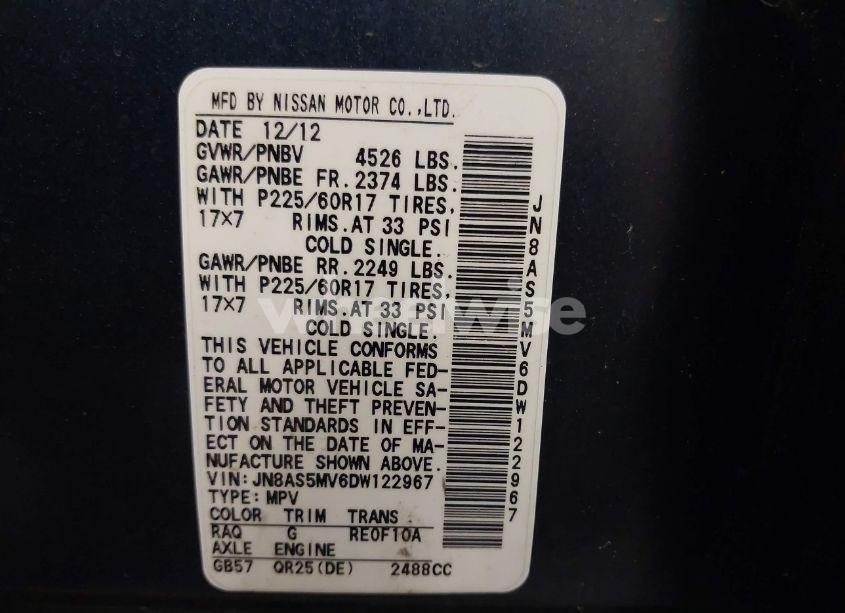 MFD BY NISSAN MOTOR CO.,LTD.
DATE 12/12
GVWR/PNBV 4526 LBS.
GAWR/PNBE FR. 2374 LBS.
WITH P225/60R17 TIRES,
17×7 RIMS. AT 33 PSI
COLD SINGLE.
GAWR/PNBE RR. 2249 LBS.
WITH P225/60R17 TIRES,
17×7 RIMS. AT 33 PSI
COLD SINGLE.
THIS VEHICLE CONFORMS
TO ALL APPLICABLE FED-
ERAL MOTOR VEHICLE SA-
FETY AND THEFT PREVEN-
TION STANDARDS IN EFF-
ECT ON THE DATE OF MA-
NUFACTURE SHOWN ABOVE.
VIN: JN8AS5MV6DW122967
TYPE: MPV
COLOR TRIM TRANS.
RAQ G RE0F10A
AXLE ENGINE
GB57 QR25(DE) 2488CC
JN8AS5MV6DW122967